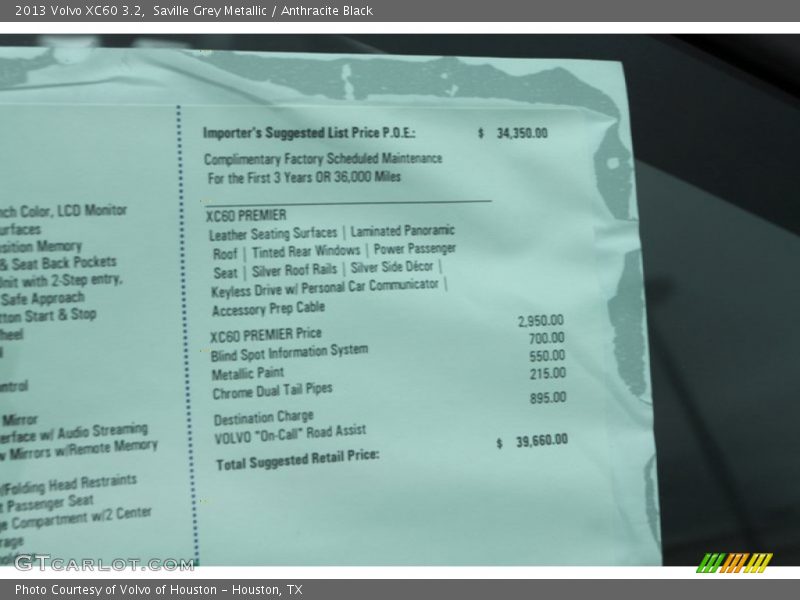 2013 Volvo XC60 3.2,  Saville Grey Metallic / Anthracite Black
nch Color, LCD Monitor
urfaces
sition Memory
& Seat Back Pockets
Unit with 2-Step entry,
Safe Approach
tton Start & Stop
heel
ntrol
Mirror
erface w/ Audio Streaming
w Mirrors w/Remote Memory
/Folding Head Restraints
t Passenger Seat
ge Compartment w/2 Center
rage
Importer's Suggested List Price P.O.E.: $ 34,350.00
Complimentary Factory Scheduled Maintenance
For the First 3 Years OR 36,000 Miles
XC60 PREMIER
Leather Seating Surfaces | Laminated Panoramic
Roof | Tinted Rear Windows | Power Passenger
Seat | Silver Roof Rails | Silver Side Décor |
Keyless Drive w/ Personal Car Communicator |
Accessory Prep Cable
XC60 PREMIER Price 2,950.00
Blind Spot Information System 700.00
Metallic Paint 550.00
Chrome Dual Tail Pipes 215.00
Destination Charge 895.00
VOLVO "On-Call" Road Assist
Total Suggested Retail Price: $ 39,660.00
GTCARLOT.COM
Photo Courtesy of Volvo of Houston - Houston, TX